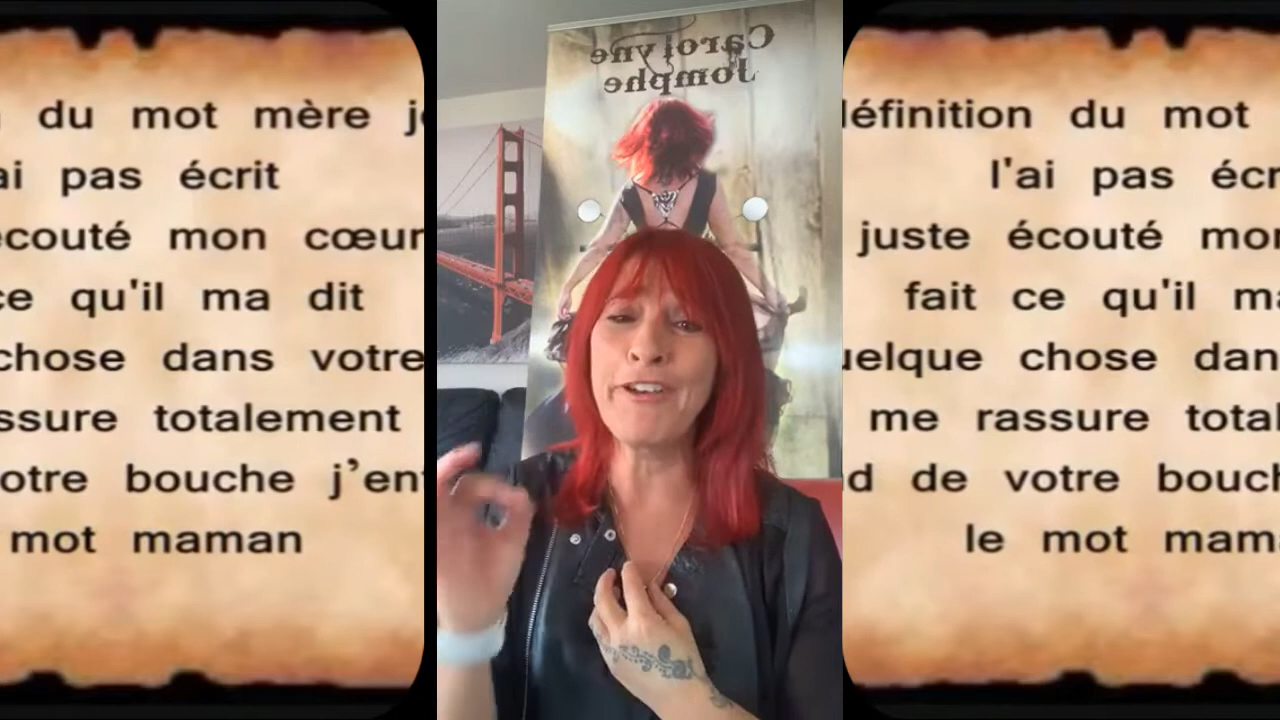 du mot mère
ai pas écrit
écouté mon cœur
ce qu'il ma dit
chose dans votre
ssure totalement
otre bouche j'ent
mot maman
Carolyne
Jomphe
définition du mot
l'ai pas écr
juste écouté mon
fait ce qu'il ma
uelque chose dan
me rassure total
d de votre bouch
le mot mama